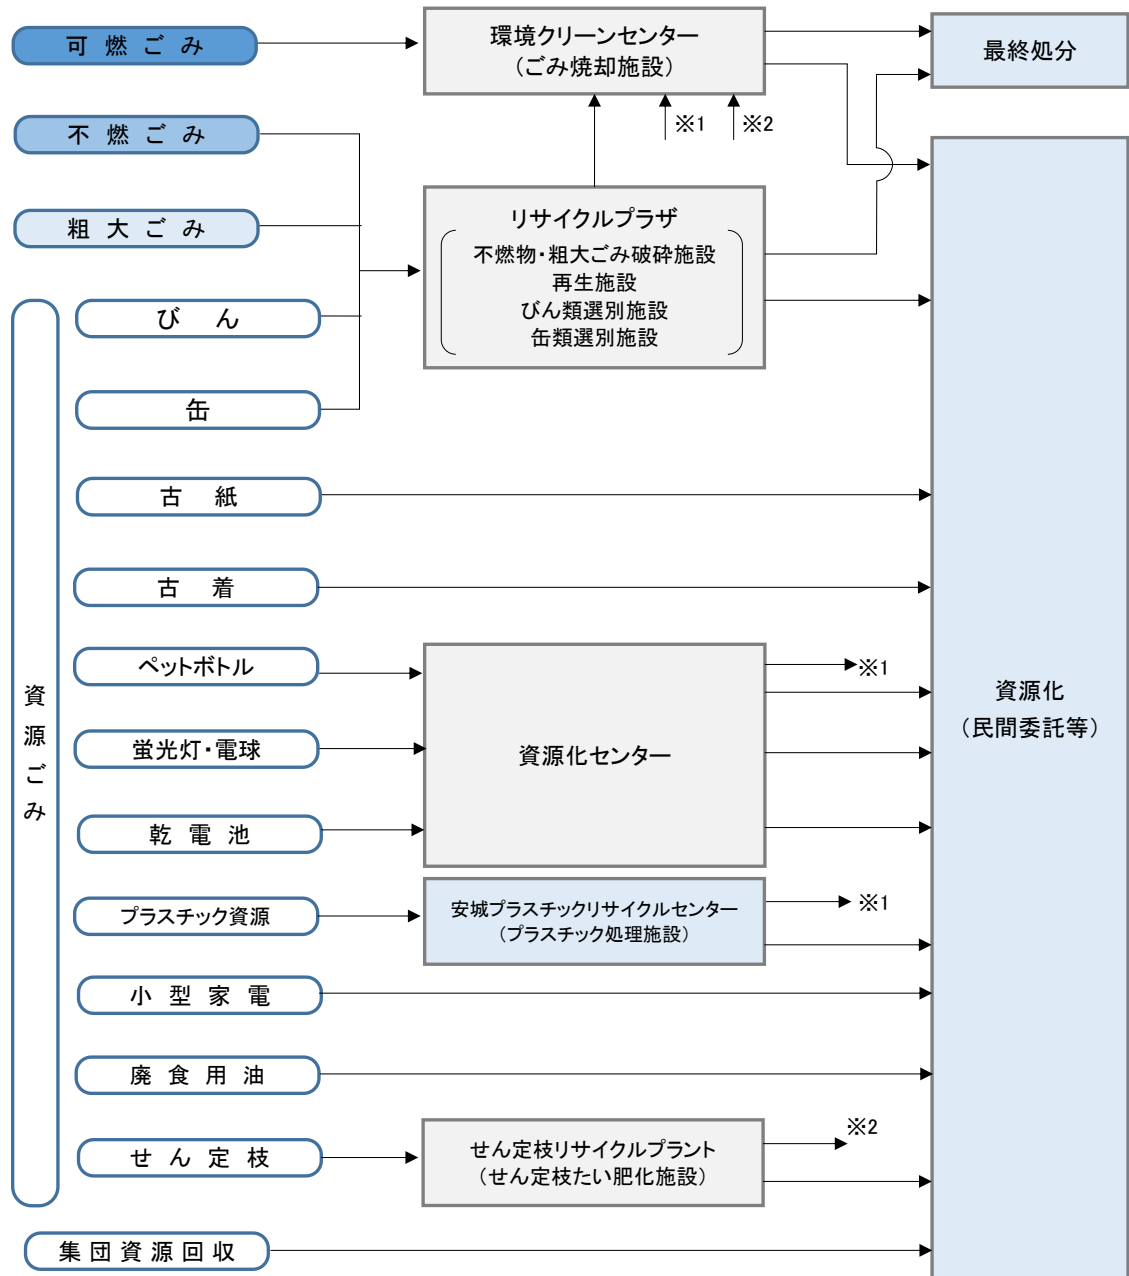 可燃ごみ
環境クリーンセンター
（ごみ焼却施設）
最終処分
不燃ごみ
※1
※2
粗大ごみ
リサイクルプラザ
不燃物・粗大ごみ破砕施設
再生施設
びん類選別施設
缶類選別施設
資源ごみ
びん
缶
古紙
古着
ペットボトル
※1
蛍光灯・電球
資源化センター
資源化
（民間委託等）
乾電池
プラスチック資源
安城プラスチックリサイクルセンター
（プラスチック処理施設）
※1
小型家電
廃食用油
せん定枝
せん定枝リサイクルプラント
（せん定枝たい肥化施設）
※2
集団資源回収